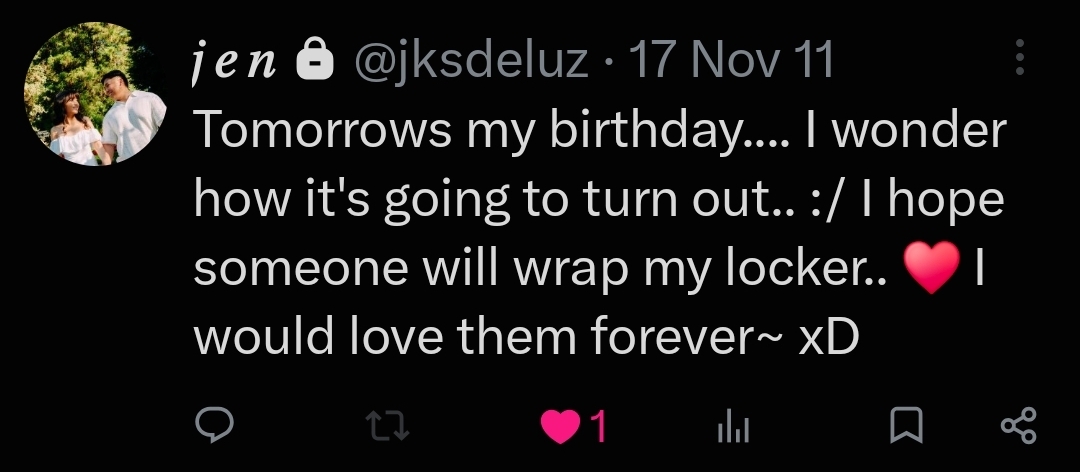 jen 🔒 @jksdeluz · 17 Nov 11
Tomorrows my birthday.... I wonder
how it's going to turn out.. :/ I hope
someone will wrap my locker.. ❤️ I
would love them forever~ xD
1